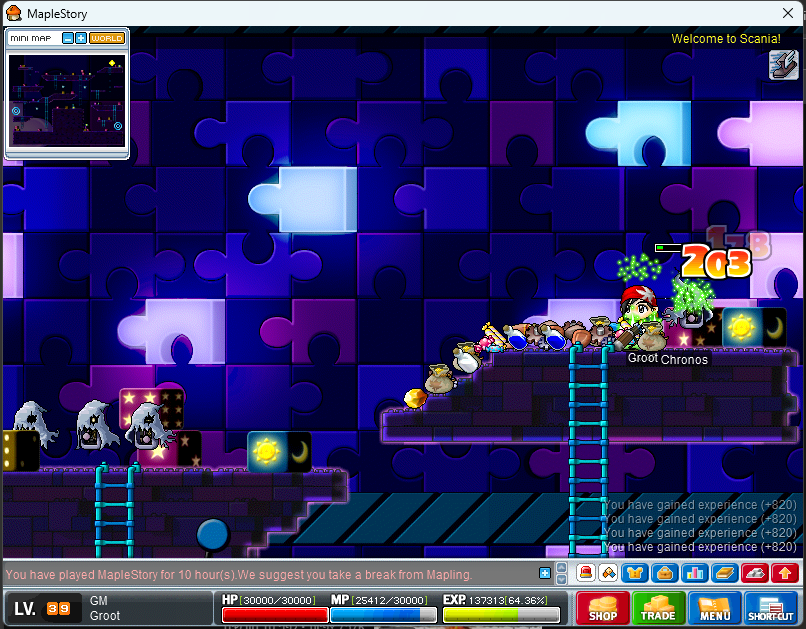 MapleStory
MINI MAP
WORLD
Welcome to Scania!
178
203
Groot
Chronos
You have gained experience (+820)
You have gained experience (+820)
You have gained experience (+820)
You have gained experience (+820)
You have played MapleStory for 10 hour(s).We suggest you take a break from Mapling.
LV. 39
GM
Groot
HP[30000/30000]
MP[25412/30000]
EXP 137313[64.36%]
SHOP
TRADE
MENU
SHORTCUT